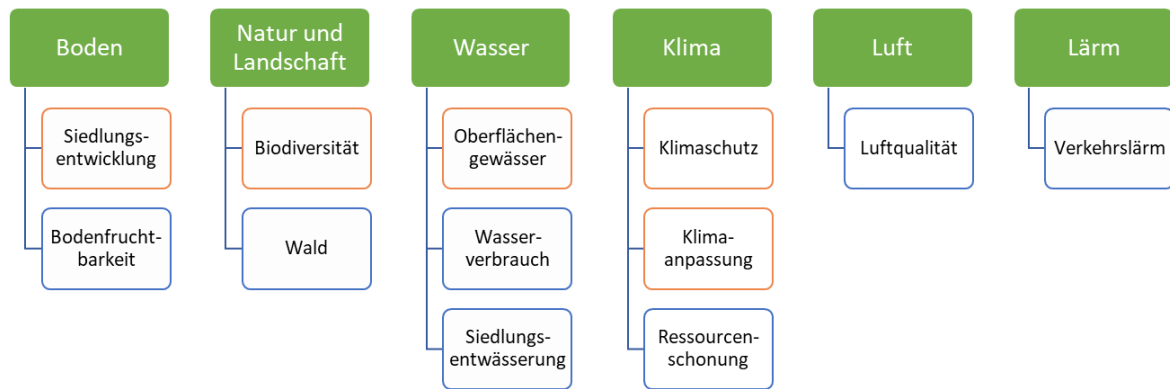 Boden
Natur und
Landschaft
Wasser
Klima
Luft
Lärm
Siedlungs-
entwicklung
Biodiversität
Oberflächen-
gewässer
Klimaschutz
Luftqualität
Verkehrslärm
Bodenfrucht-
barkeit
Wald
Wasser-
verbrauch
Klima-
anpassung
Siedlungs-
entwässerung
Ressourcen-
schonung